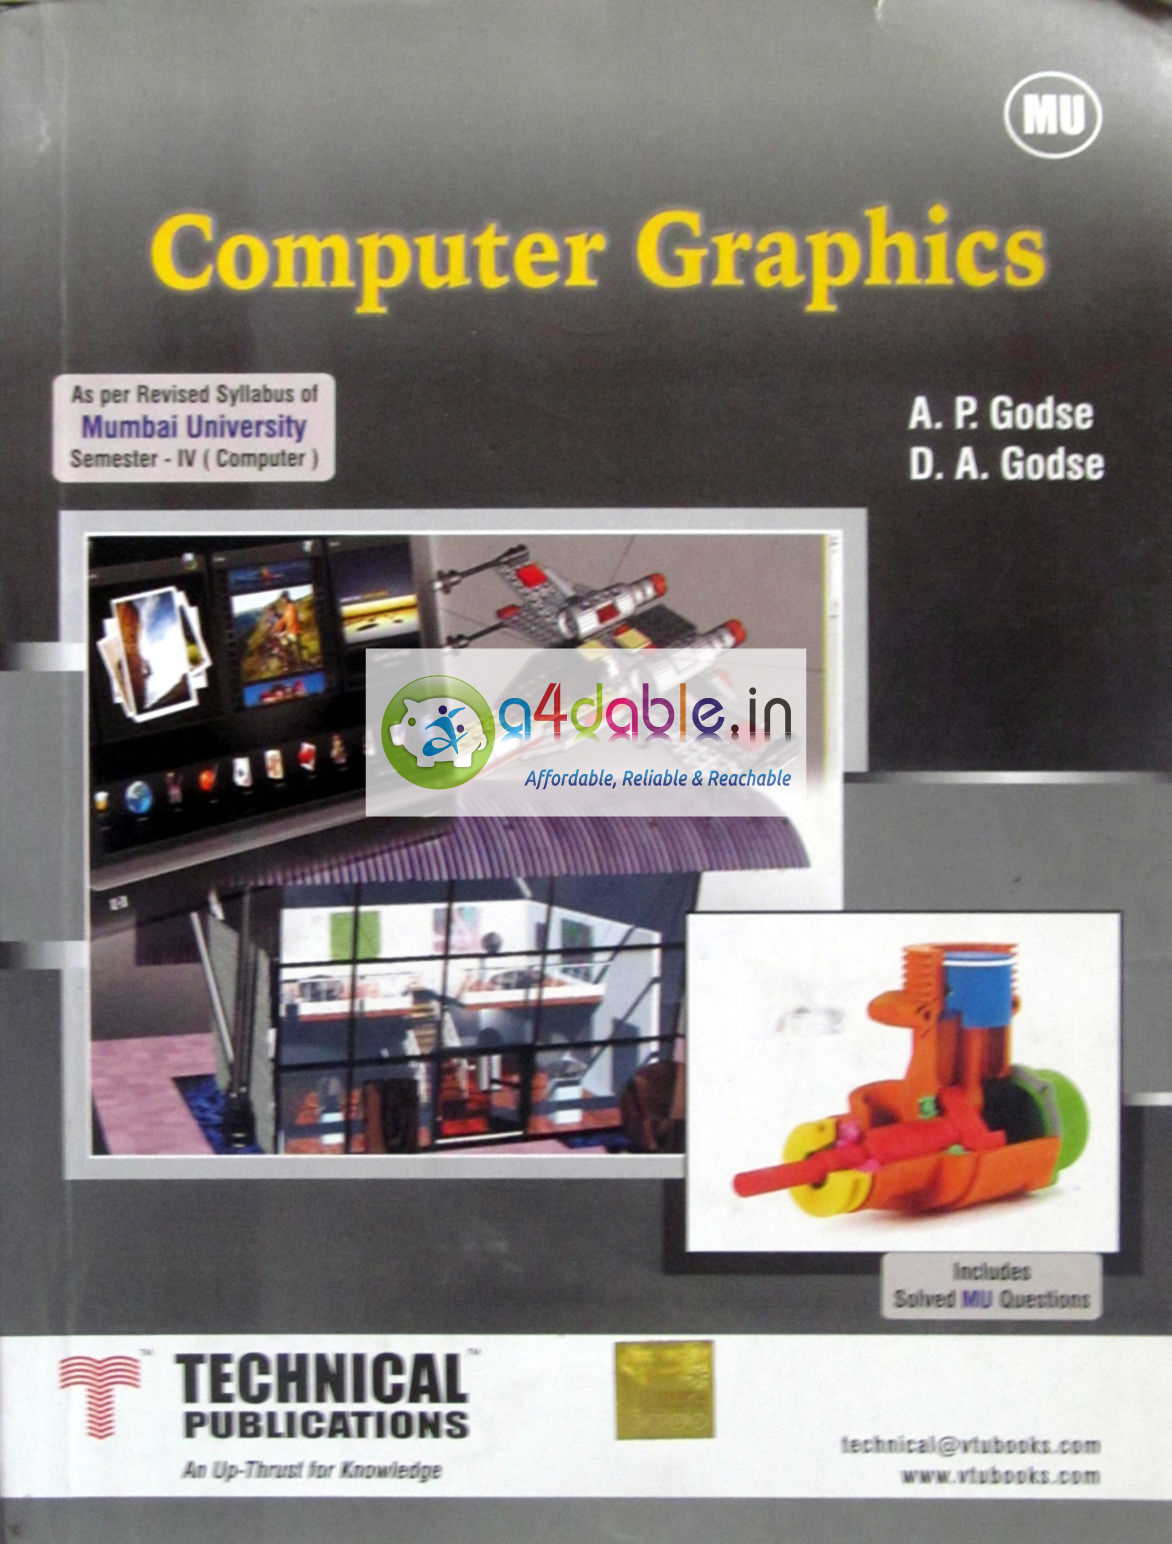 MU
Computer Graphics
As per Revised Syllabus of
Mumbai University
Semester - IV ( Computer )
A. P. Godse
D. A. Godse
a4dable.in
Affordable, Reliable & Reachable
Includes
Solved MU Questions
TECHNICAL
PUBLICATIONS
An Up-Thrust for Knowledge
technical@vtubooks.com
www.vtubooks.com